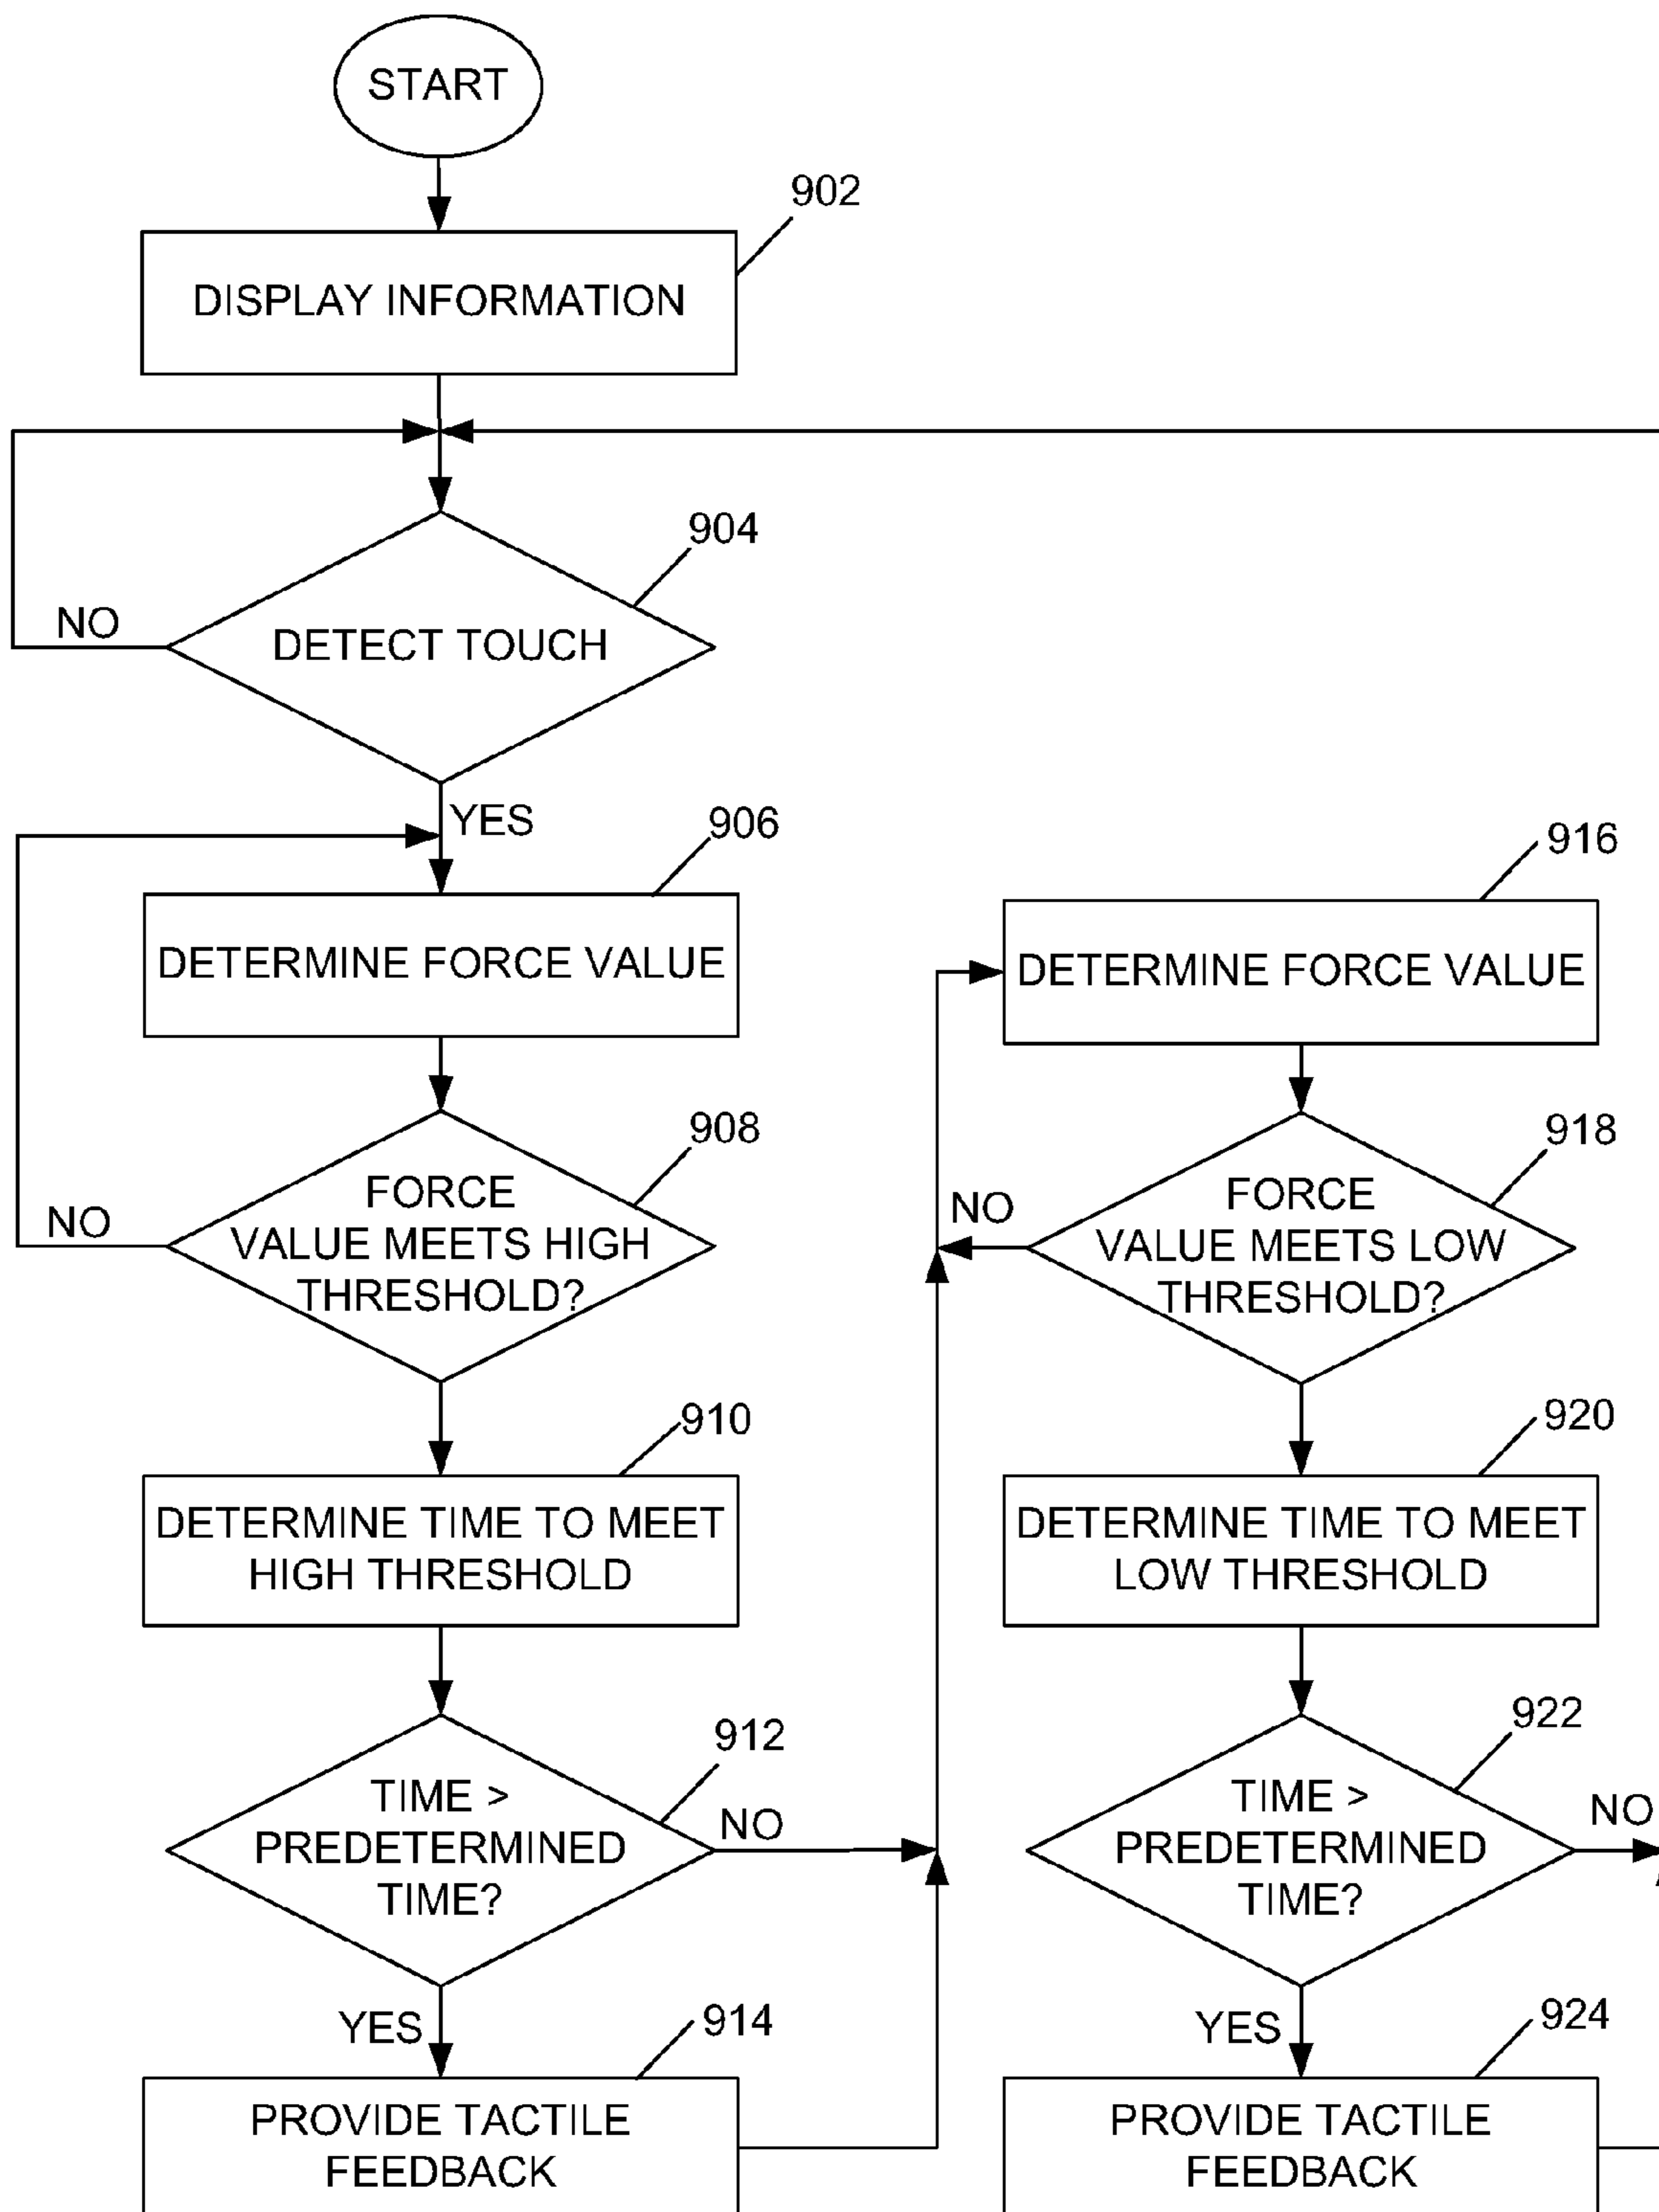 START
902
DISPLAY INFORMATION
904
NO
DETECT TOUCH
YES
906
DETERMINE FORCE VALUE
908
NO
FORCE
VALUE MEETS HIGH
THRESHOLD?
910
DETERMINE TIME TO MEET
HIGH THRESHOLD
912
TIME >
PREDETERMINED
TIME?
NO
YES
914
PROVIDE TACTILE
FEEDBACK
916
DETERMINE FORCE VALUE
918
NO
FORCE
VALUE MEETS LOW
THRESHOLD?
920
DETERMINE TIME TO MEET
LOW THRESHOLD
922
TIME >
PREDETERMINED
TIME?
NO
YES
924
PROVIDE TACTILE
FEEDBACK